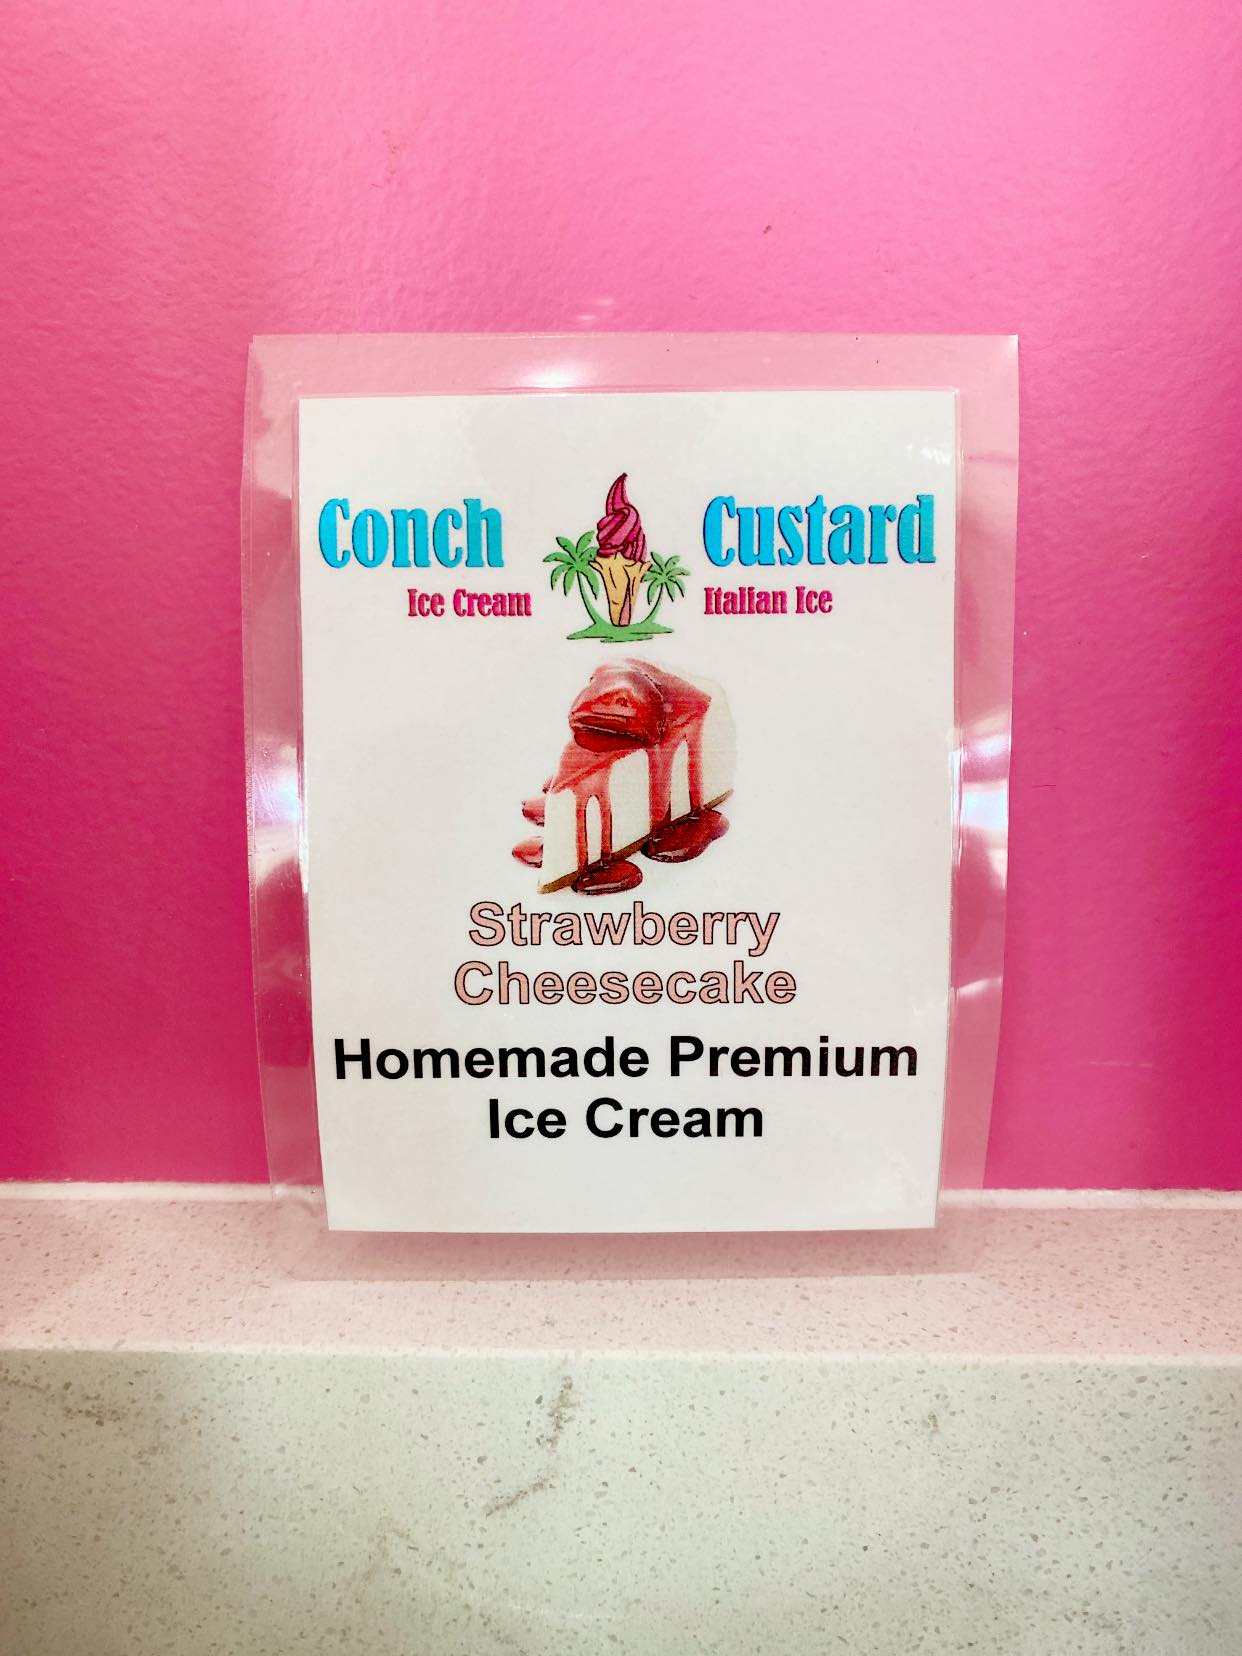 Conch Custard
Ice Cream Italian Ice
Strawberry
Cheesecake
Homemade Premium
Ice Cream